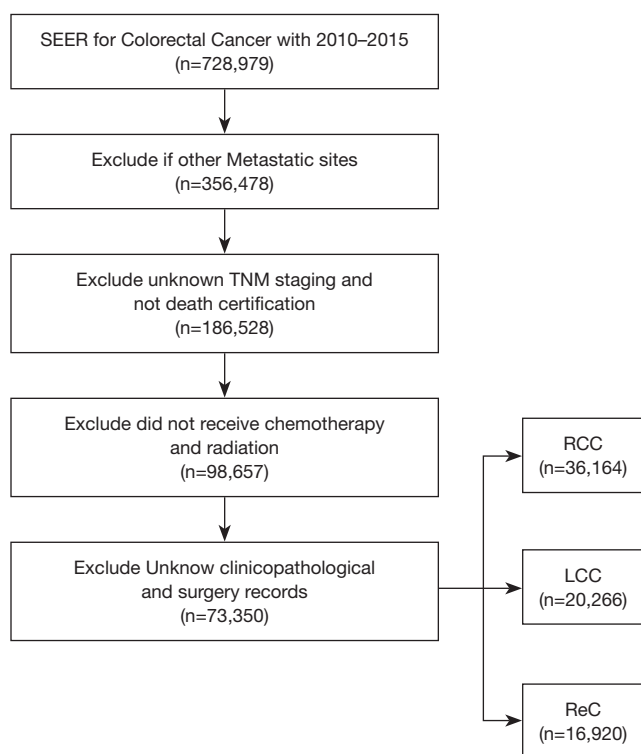 SEER for Colorectal Cancer with 2010–2015
(n=728,979)
Exclude if other Metastatic sites
(n=356,478)
Exclude unknown TNM staging and
not death certification
(n=186,528)
Exclude did not receive chemotherapy
and radiation
(n=98,657)
Exclude Unknow clinicopathological
and surgery records
(n=73,350)
RCC
(n=36,164)
LCC
(n=20,266)
ReC
(n=16,920)